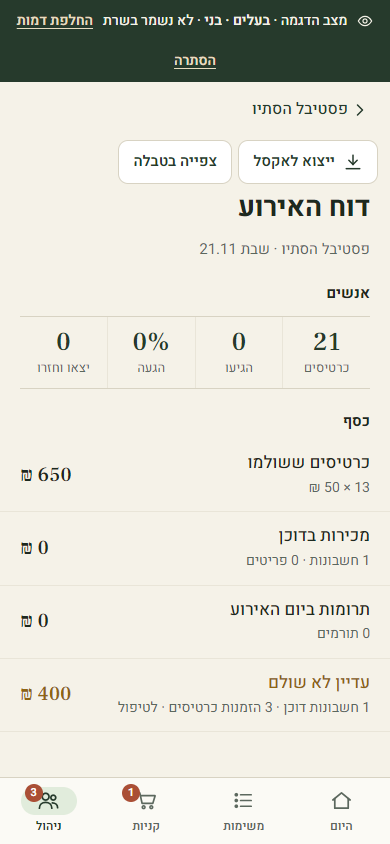 מצב הדגמה · בעלים · בני · לא נשמר בשרת החלפת דמות
הסתרה
פסטיבל הסתיו
ייצוא לאקסל
צפייה בטבלה
דוח האירוע
פסטיבל הסתיו · שבת 21.11
אנשים
21 0 0% 0
כרטיסים הגיעו הגעה יצאו וחזרו
כסף
כרטיסים ששולמו
650 ₪
13 × 50 ₪
מכירות בדוכן
0 ₪
1 חשבונות · 0 פריטים
תרומות ביום האירוע
0 ₪
0 תורמים
עדיין לא שולם
400 ₪
1 חשבונות דוכן · 3 הזמנות כרטיסים · לטיפול
1 3
היום משימות קניות ניהול